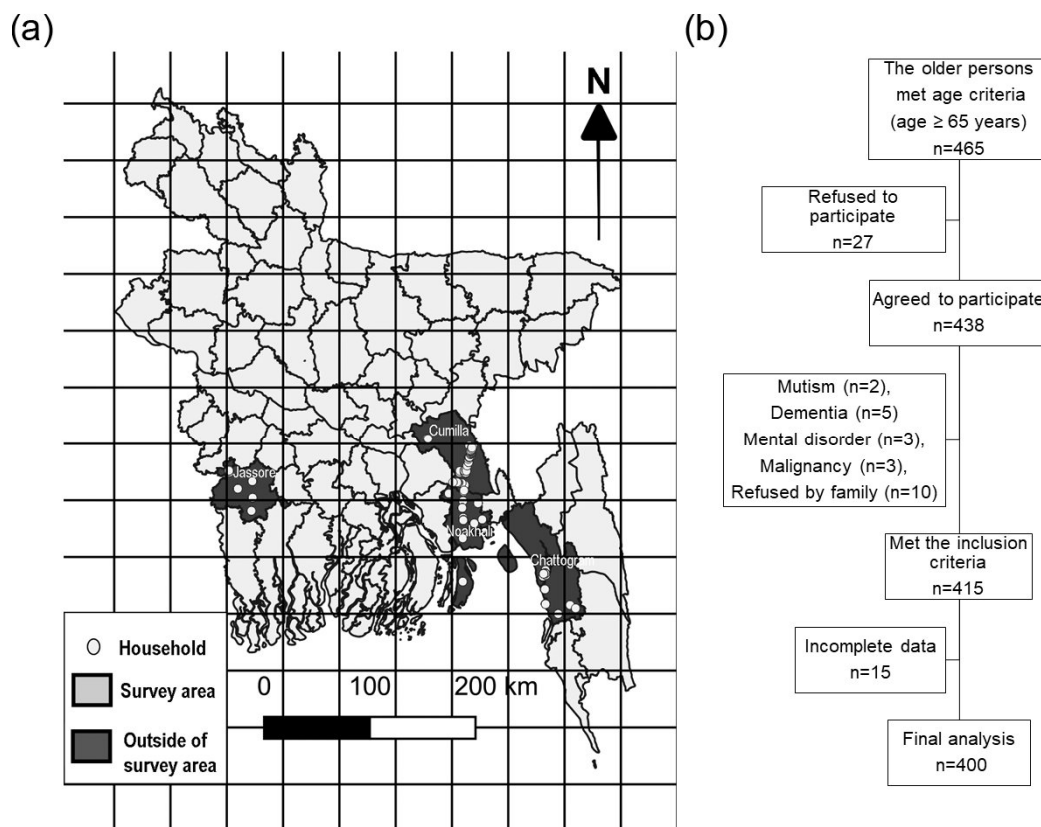 (a)
N
Cumilla
Jassore
Noakhali
Chattogram
Household
Survey area
Outside of
survey area
0 100 200 km
(b)
The older persons
met age criteria
(age ≥ 65 years)
n=465
Refused to
participate
n=27
Agreed to participate
n=438
Mutism (n=2),
Dementia (n=5)
Mental disorder (n=3),
Malignancy (n=3),
Refused by family (n=10)
Met the inclusion
criteria
n=415
Incomplete data
n=15
Final analysis
n=400